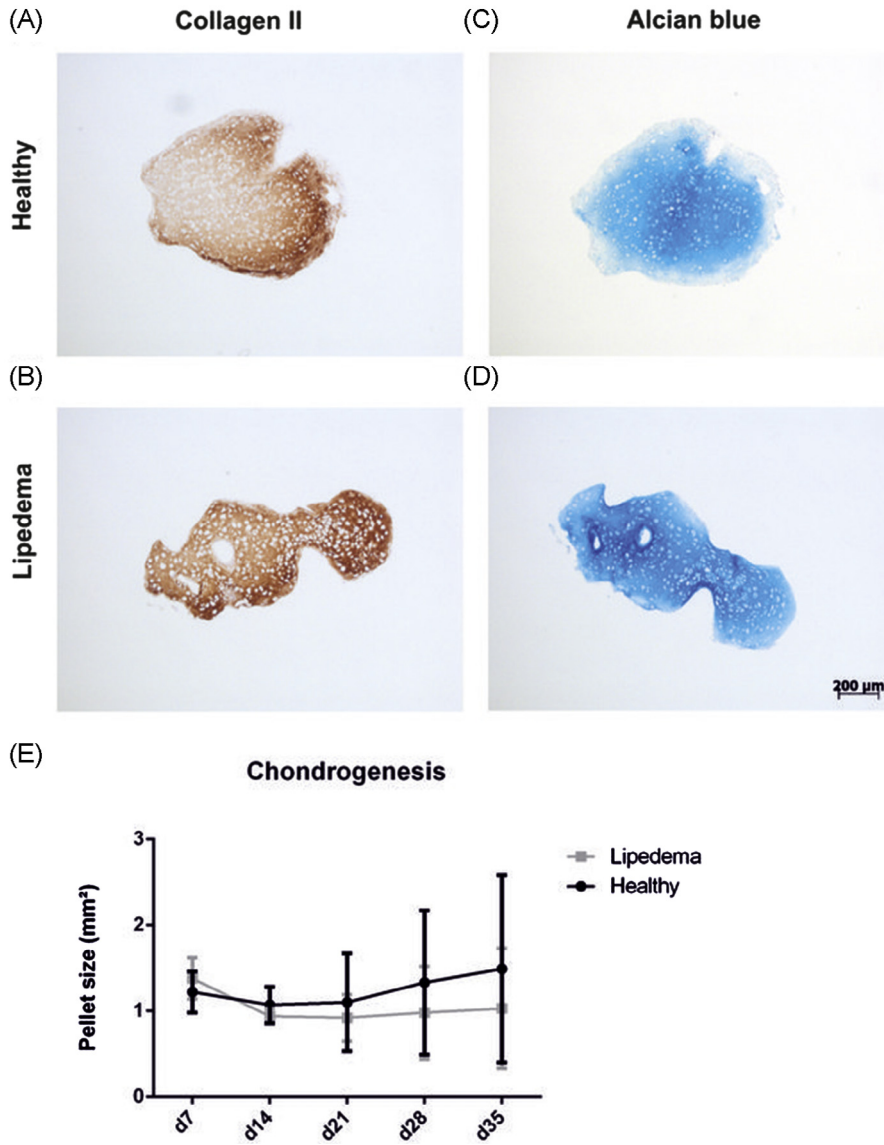 (A)
Collagen II
(C)
Alcian blue
Healthy
(B)
(D)
Lipedema
200 µm
(E)
Chondrogenesis
Pellet size (mm²)
3
2
1
0
d7
d14
d21
d28
d35
Lipedema
Healthy